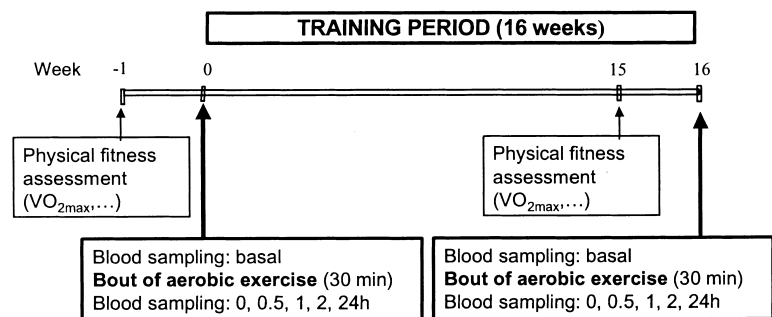 TRAINING PERIOD (16 weeks)
Week -1 0 15 16
Physical fitness
assessment
(VO2max,...)
Physical fitness
assessment
(VO2max,...)
Blood sampling: basal
Bout of aerobic exercise (30 min)
Blood sampling: 0, 0.5, 1, 2, 24h
Blood sampling: basal
Bout of aerobic exercise (30 min)
Blood sampling: 0, 0.5, 1, 2, 24h